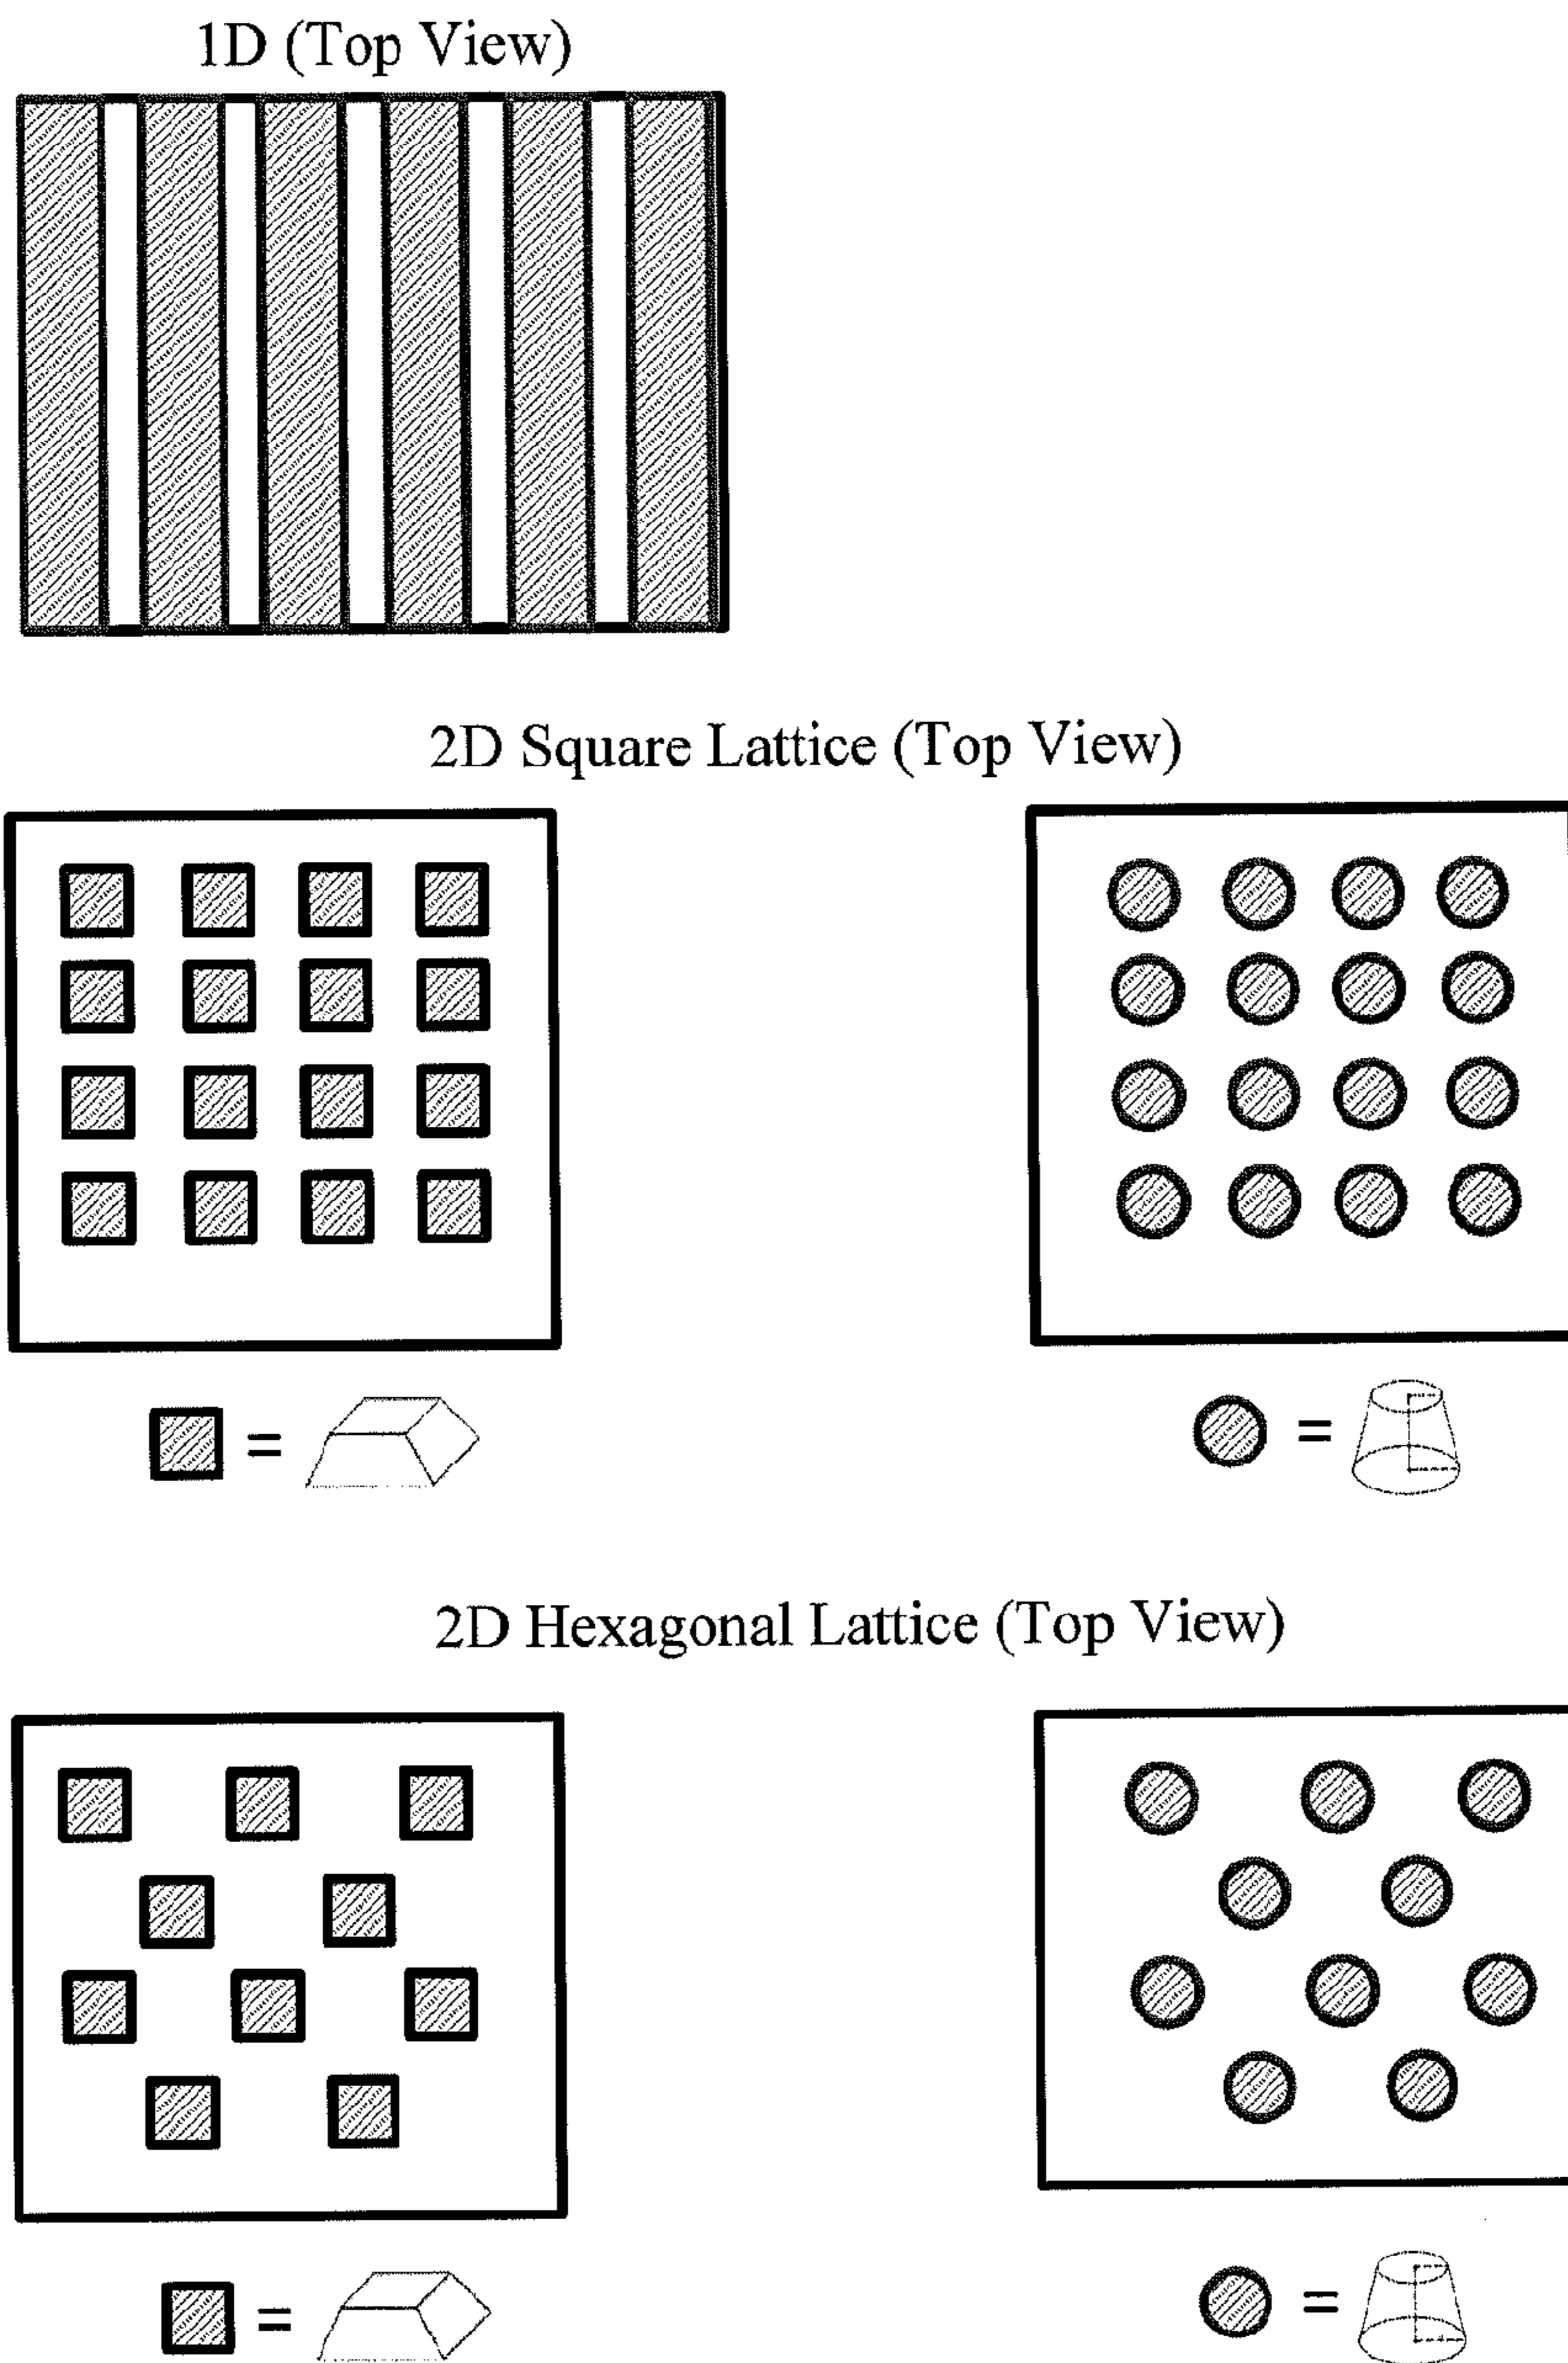 1D (Top View)
2D Square Lattice (Top View)
=
=
2D Hexagonal Lattice (Top View)
=
=